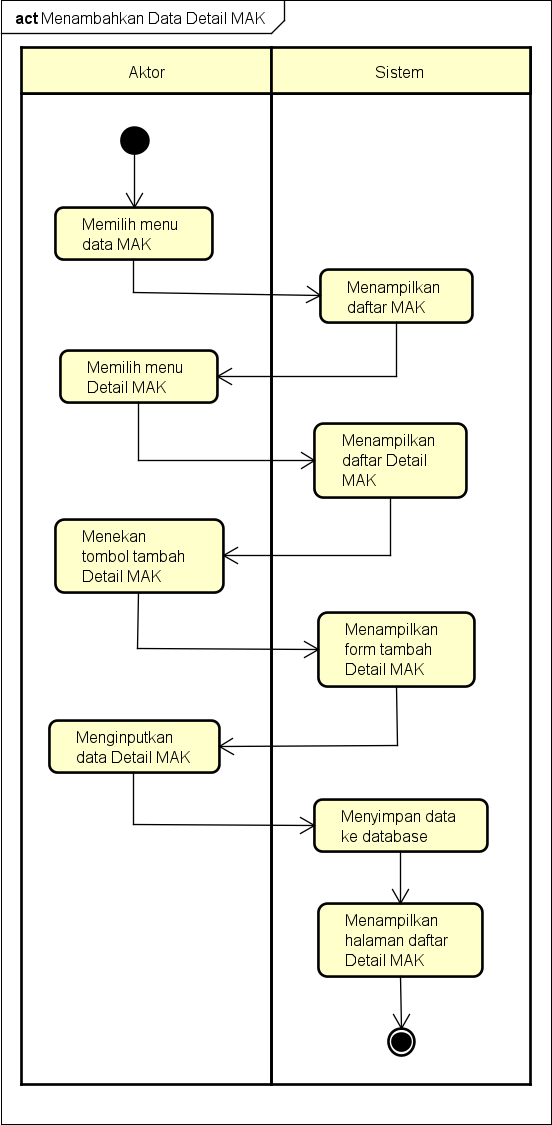 act Menambahkan Data Detail MAK
Aktor
Sistem
Memilih menu
data MAK
Menampilkan
daftar MAK
Memilih menu
Detail MAK
Menampilkan
daftar Detail
MAK
Menekan
tombol tambah
Detail MAK
Menampilkan
form tambah
Detail MAK
Menginputkan
data Detail MAK
Menyimpan data
ke database
Menampilkan
halaman daftar
Detail MAK